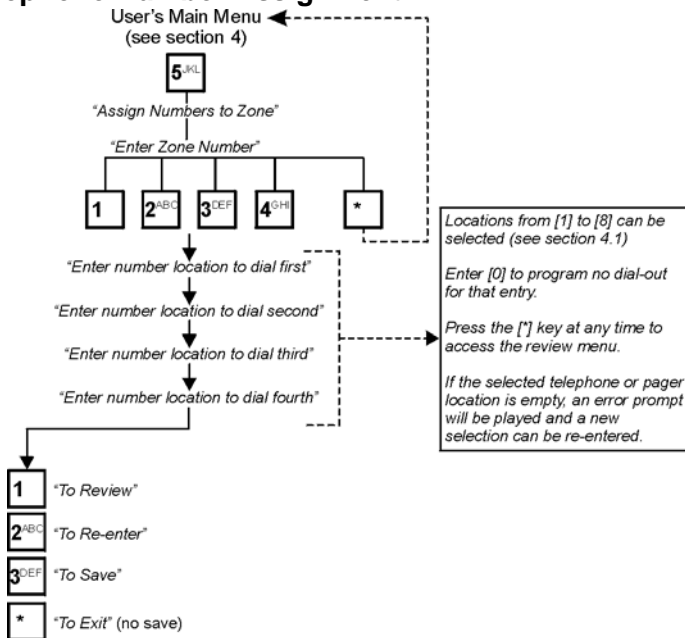 User's Main Menu
(see section 4)
5JKL
"Assign Numbers to Zone"
"Enter Zone Number"
1 2ABC 3DEF 4GHI *
"Enter number location to dial first"
"Enter number location to dial second"
"Enter number location to dial third"
"Enter number location to dial fourth"
Locations from [1] to [8] can be
selected (see section 4.1)
Enter [0] to program no dial-out
for that entry.
Press the [*] key at any time to
access the review menu.
If the selected telephone or pager
location is empty, an error prompt
will be played and a new
selection can be re-entered.
1 "To Review"
2ABC "To Re-enter"
3DEF "To Save"
* "To Exit" (no save)